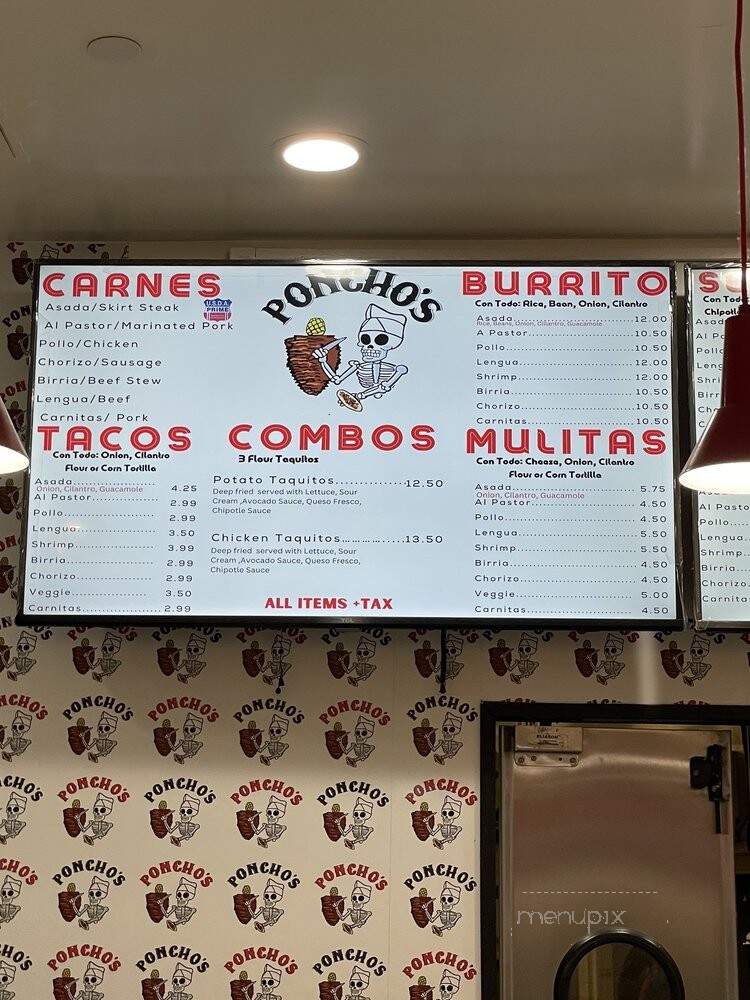 CARNES
Asada/Skirt Steak
U.S.D.A.
PRIME
Al Pastor/Marinated Pork
Pollo/Chicken
Chorizo/Sausage
Birria/Beef Stew
Lengua/Beef
Carnitas/ Pork
PONCHO'S
BURRITO
Con Todo: Rica, Bean, Onion, Cilantro
Asada..............................12.00
Rice, Beans, Onion, Cilantro, Guacamole
A Pastor...........................10.50
Pollo..............................10.50
Lengua.............................12.00
Shrimp.............................12.00
Birria.............................10.50
Chorizo............................10.50
Carnitas...........................10.50
TACOS
Con Todo: Onion, Cilantro
Flour or Corn Tortilla
Asada........................ 4.25
Onion, Cilantro, Guacamole
Al Pastor.................. 2.99
Pollo........................ 2.99
Lengua..................... 3.50
Shrimp..................... 3.99
Birria....................... 2.99
Chorizo.................... 2.99
Veggie..................... 3.50
Carnitas................... 2.99
COMBOS
3 Flour Taquitos
Potato Taquitos..................12.50
Deep fried served with Lettuce, Sour
Cream ,Avocado Sauce, Queso Fresco,
Chipotle Sauce
Chicken Taquitos..................13.50
Deep fried served with Lettuce, Sour
Cream ,Avocado Sauce, Queso Fresco,
Chipotle Sauce
ALL ITEMS +TAX
MULITAS
Con Todo: Cheeza, Onion, Cilantro
Flour or Corn Tortilla
Asada.............................. 5.75
Onion, Cilantro, Guacamole
Al Pastor.......................... 4.50
Pollo.............................. 4.50
Lengua............................. 5.50
Shrimp............................. 5.50
Birria............................. 4.50
Chorizo............................ 4.50
Veggie............................. 5.00
Carnitas........................... 4.50
TCL
PONCHO'S
ELIASON
menupix